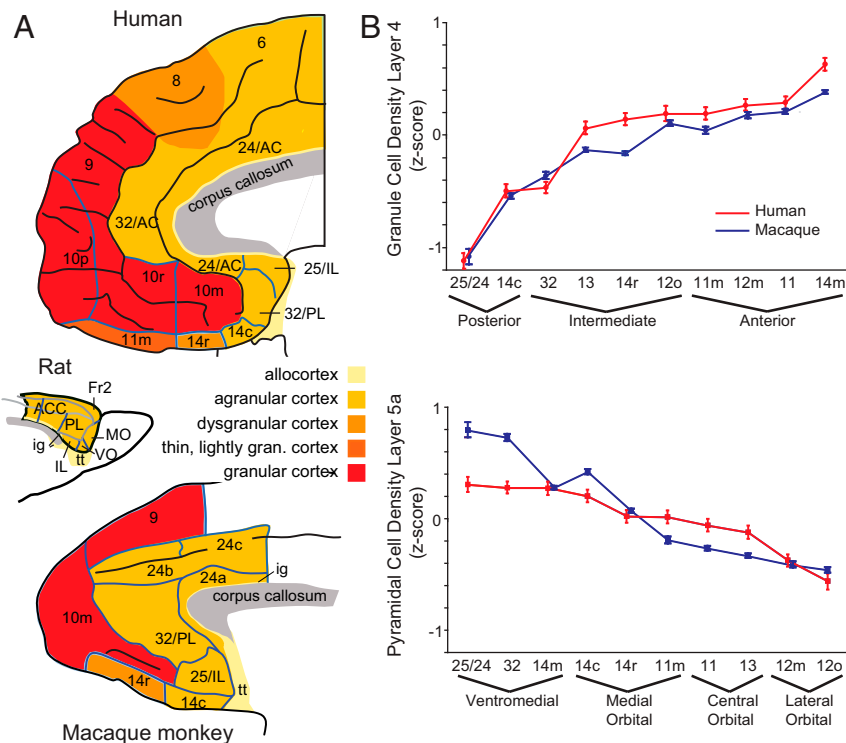 A
Human
6
8
24/AC
9
corpus callosum
32/AC
10p
10r
24/AC
10m
25/IL
32/PL
11m
14r
14c
Rat
Fr2
ACC
PL
MO
ig
VO
IL
tt
allocortex
agranular cortex
dysgranular cortex
thin, lightly gran. cortex
granular cortex
9
24c
24b
24a
ig
corpus callosum
10m
32/PL
25/IL
14r
14c
tt
Macaque monkey
B
Granule Cell Density Layer 4
(z-score)
1
0
-1
Human
Macaque
25/24 14c 32 13 14r 12o 11m 12m 11 14m
Posterior Intermediate Anterior
Pyramidal Cell Density Layer 5a
(z-score)
1
0
-1
25/24 32 14m 14c 14r 11m 11 13 12m 12o
Ventromedial Medial Central Lateral
Orbital Orbital Orbital